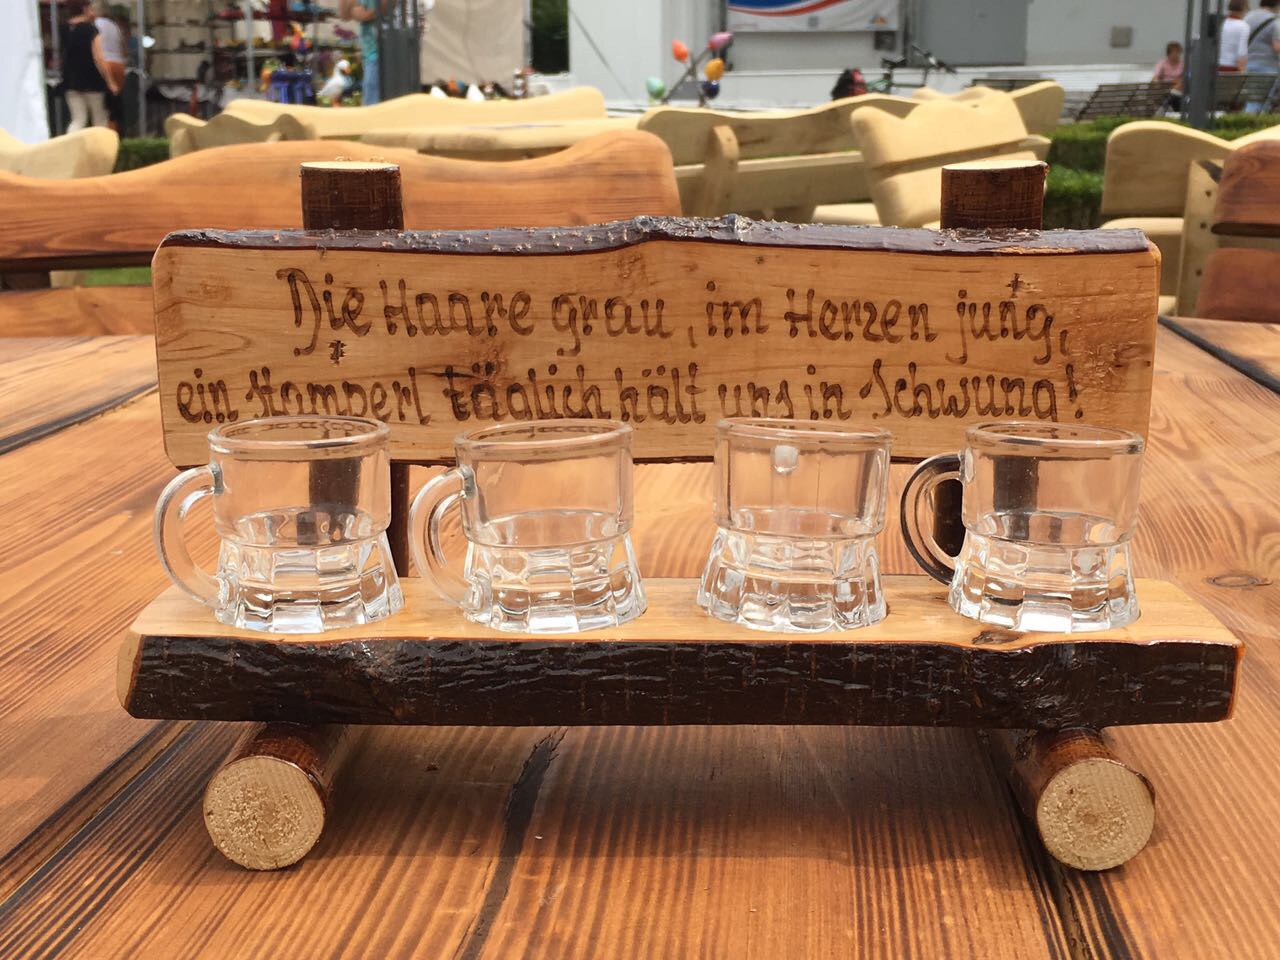 Die Haare grau, im Herzen jung,
ein Stamperl täglich hält uns in Schwung!